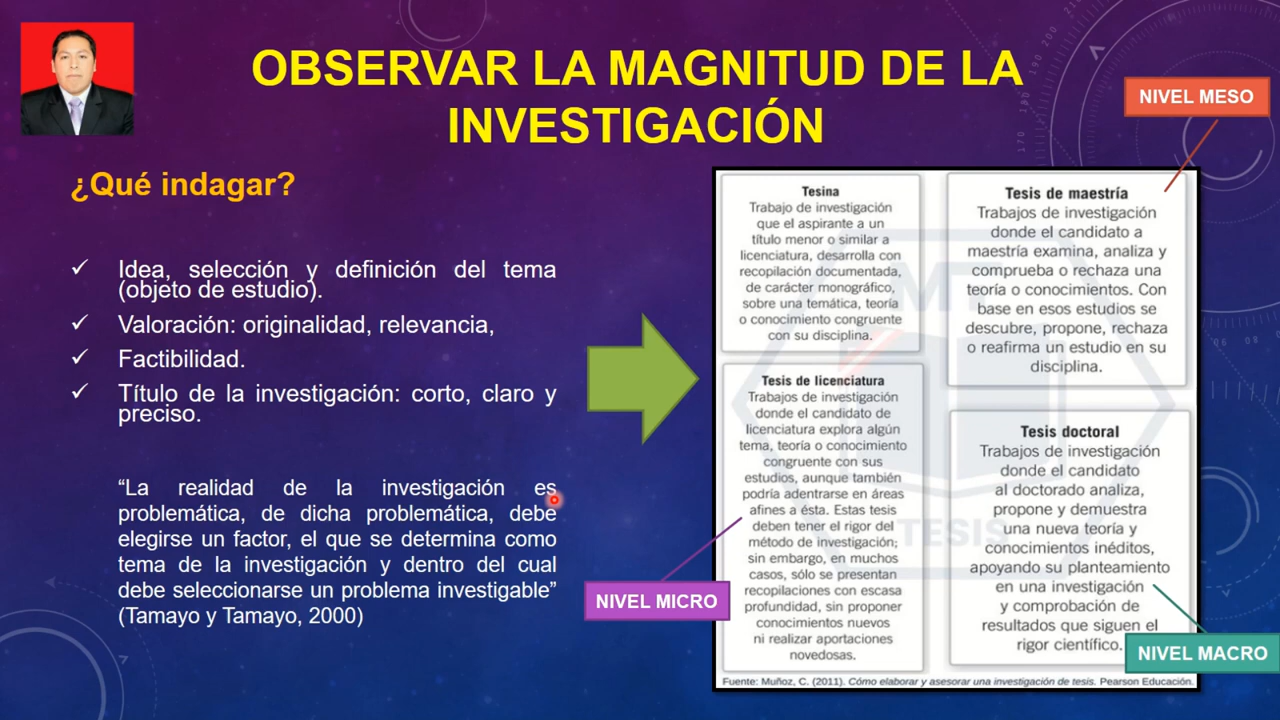 OBSERVAR LA MAGNITUD DE LA
INVESTIGACIÓN
¿Qué indagar?
✓ Idea, selección y definición del tema
(objeto de estudio).
✓ Valoración: originalidad, relevancia,
✓ Factibilidad.
✓ Título de la investigación: corto, claro y
preciso.
“La realidad de la investigación es
problemática, de dicha problemática, debe
elegirse un factor, el que se determina como
tema de la investigación y dentro del cual
debe seleccionarse un problema investigable”
(Tamayo y Tamayo, 2000)
Tesina
Trabajo de investigación
que el aspirante a un
título menor o similar a
licenciatura, desarrolla con
recopilación documentada,
de carácter monográfico,
sobre una temática, teoría
o conocimiento congruente
con su disciplina.
Tesis de licenciatura
Trabajos de investigación
donde el candidato de
licenciatura explora algún
tema, teoría o conocimiento
congruente con sus
estudios, aunque también
podría adentrarse en áreas
afines a ésta. Estas tesis
deben tener el rigor del
método de investigación;
sin embargo, en muchos
casos, sólo se presentan
recopilaciones con escasa
profundidad, sin proponer
conocimientos nuevos
ni realizar aportaciones
novedosas.
NIVEL MICRO
NIVEL MESO
Tesis de maestría
Trabajos de investigación
donde el candidato a
maestría examina, analiza y
comprueba o rechaza una
teoría o conocimientos. Con
base en esos estudios se
descubre, propone, rechaza
o reafirma un estudio en su
disciplina.
Tesis doctoral
Trabajos de investigación
donde el candidato
al doctorado analiza,
propone y demuestra
una nueva teoría y
conocimientos inéditos,
apoyando su planteamiento
en una investigación
y comprobación de
resultados que siguen el
rigor científico.
NIVEL MACRO
Fuente: Muñoz, C. (2011). Cómo elaborar y asesorar una investigación de tesis. Pearson Educación.
MT
TESIS